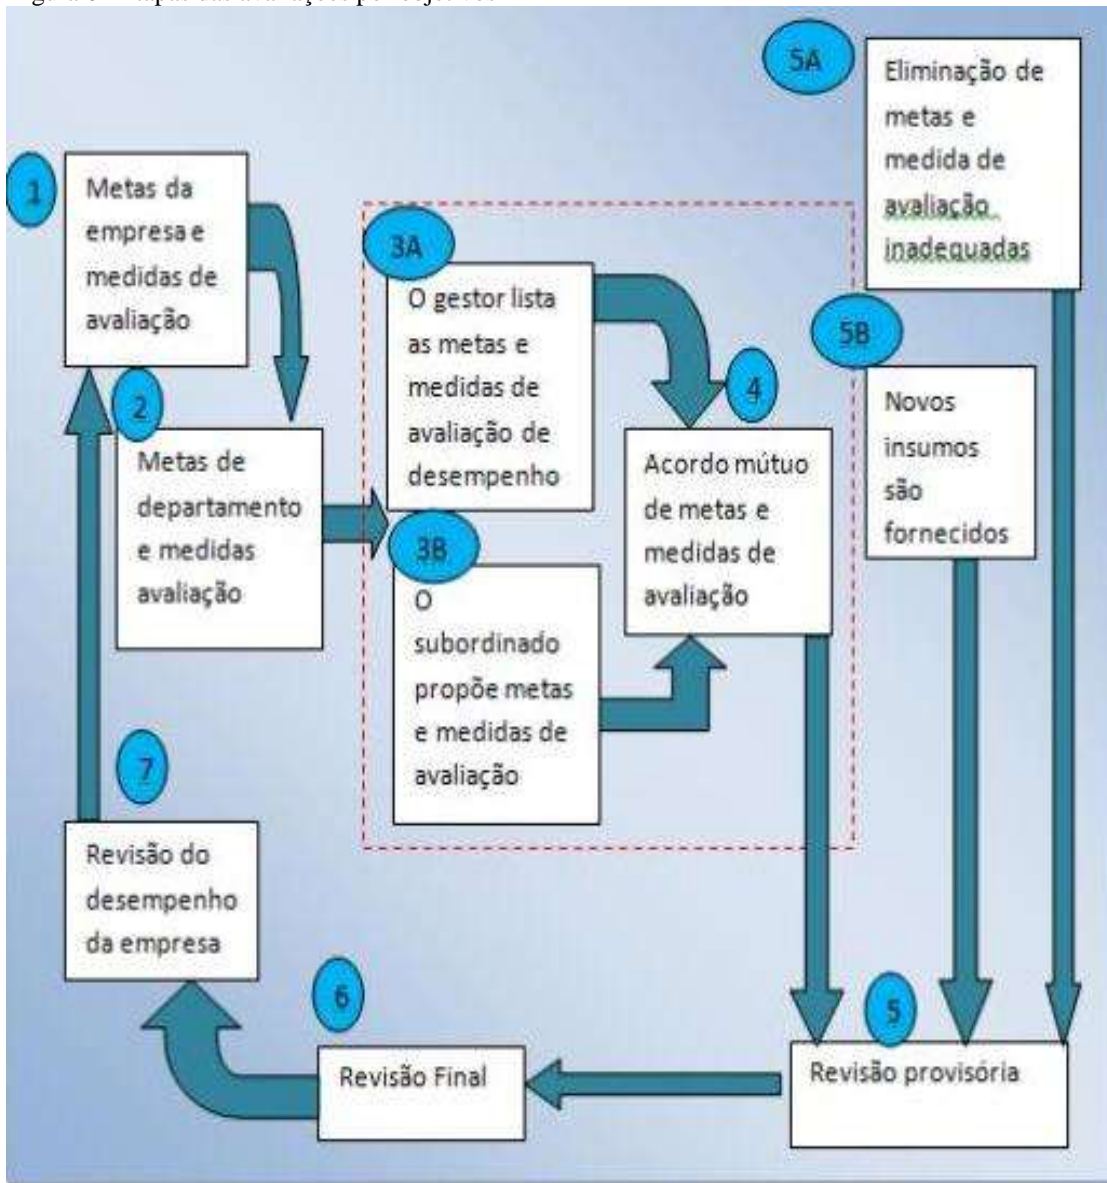 1
Metas da
empresa e
medidas de
avaliação
2
Metas de
departamento
e medidas
avaliação
3A
O gestor lista
as metas e
medidas de
avaliação de
desempenho
3B
O
subordinado
propõe metas
e medidas de
avaliação
4
Acordo mútuo
de metas e
medidas de
avaliação
5A
Eliminação de
metas e
medida de
avaliação
inadequadas
5B
Novos
insumos
são
fornecidos
5
Revisão provisória
6
Revisão Final
7
Revisão do
desempenho
da empresa